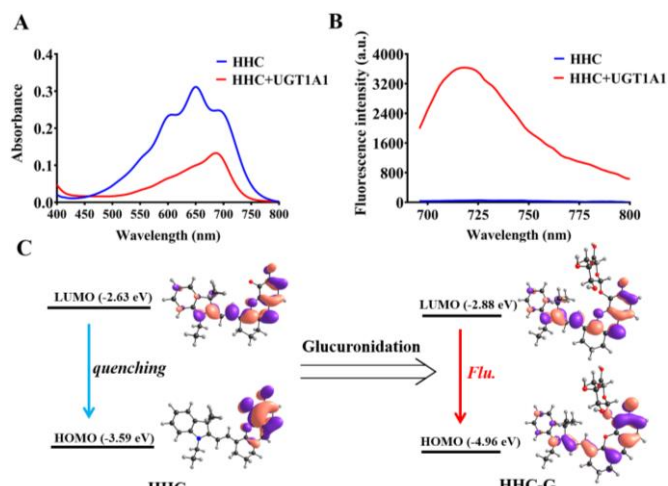 A
B
0.4
0.3
0.2
0.1
0.0
Absorbance
HHC
HHC+UGT1A1
400 450 500 550 600 650 700 750 800
Wavelength (nm)
4000
3200
2400
1600
800
0
Fluorescence intensity (a.u.)
HHC
HHC+UGT1A1
700 725 750 775 800
Wavelength (nm)
C
LUMO (-2.63 eV)
quenching
HOMO (-3.59 eV)
HHC
Glucuronidation
LUMO (-2.88 eV)
Flu.
HOMO (-4.96 eV)
HHC-G